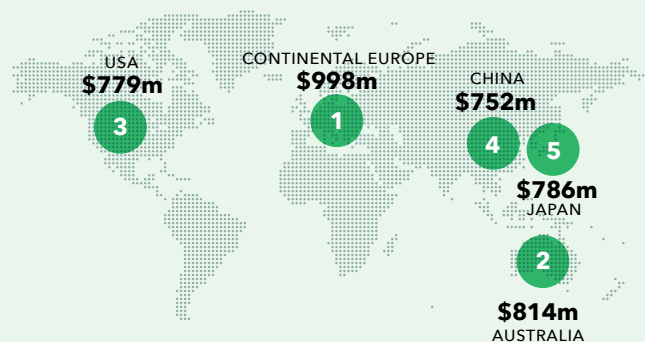 USA
$779m
3
CONTINENTAL EUROPE
$998m
1
CHINA
$752m
4
5
$786m
JAPAN
2
$814m
AUSTRALIA